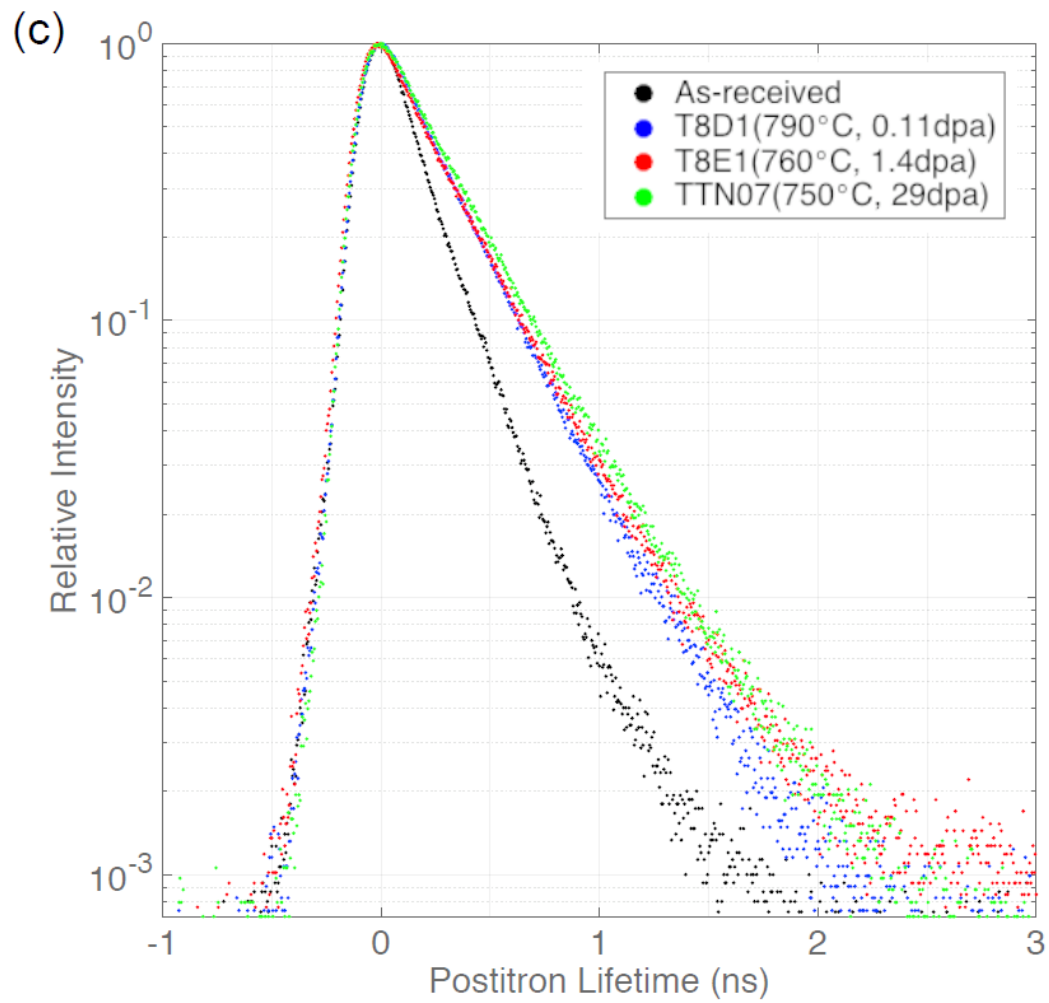 (c)
10^0
As-received
T8D1(790°C, 0.11dpa)
T8E1(760°C, 1.4dpa)
TTN07(750°C, 29dpa)
10^-1
Relative Intensity
10^-2
10^-3
-1 0 1 2 3
Postitron Lifetime (ns)